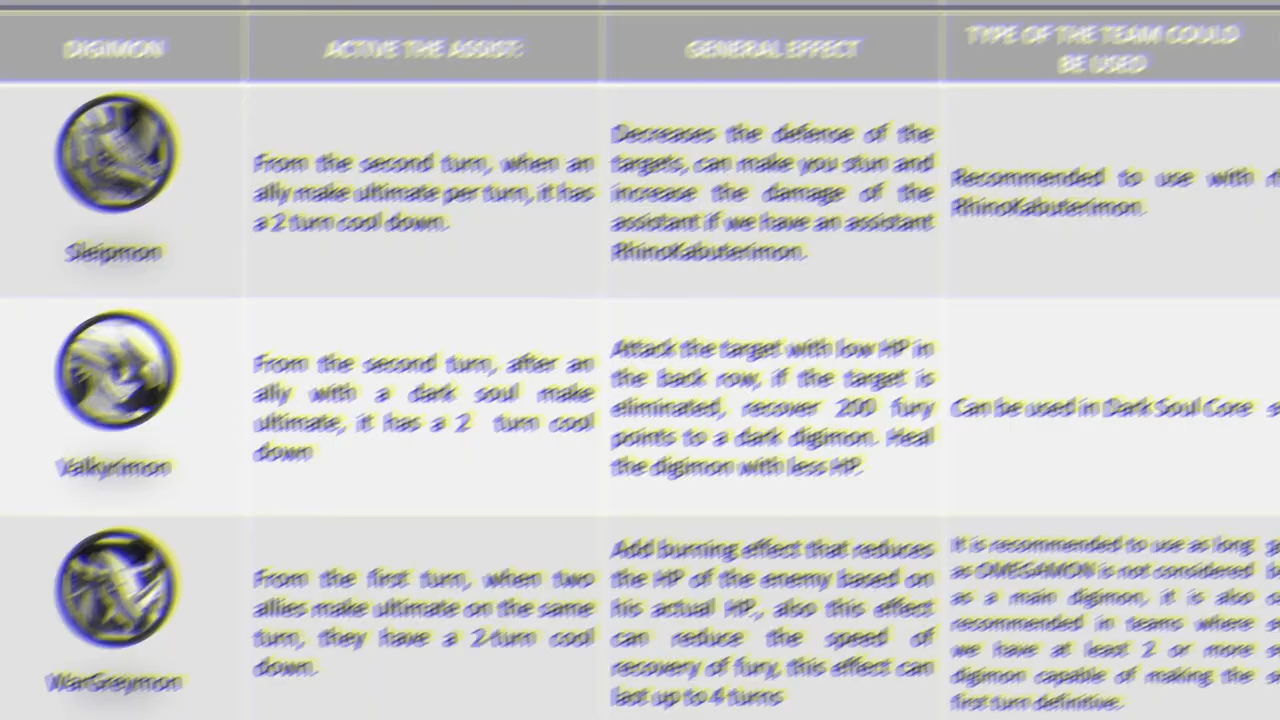 DIGIMON
ACTIVE THE ASSIST:
GENERAL EFFECT
TYPE OF THE TEAM COULD
BE USED
Sleipmon
From the second turn, when an
ally make ultimate per turn, it has
a 2 turn cool down.
Decreases the defense of the
targets, can make you stun and
increase the damage of the
assistant if we have an assistant
RhinoKabuterimon.
Recommended to use with
RhinoKabuterimon.
Valkyrimon
From the second turn, after an
ally with a dark soul make
ultimate, it has a 2 turn cool
down
Attack the target with low HP in
the back row, if the target is
eliminated, recover 200 fury
points to a dark digimon. Heal
the digimon with less HP.
Can be used in Dark Soul Core
WarGreymon
From the first turn, when two
allies make ultimate on the same
turn, they have a 2-turn cool
down.
Add burning effect that reduces
the HP of the enemy based on
his actual HP, also this effect
can reduce the speed of
recovery of fury, this effect can
last up to 4 turns
It is recommended to use as long
as OMEGAMON is not considered
as a main digimon, it is also
recommended in teams where
we have at least 2 or more
digimon capable of making the
first turn definitive.